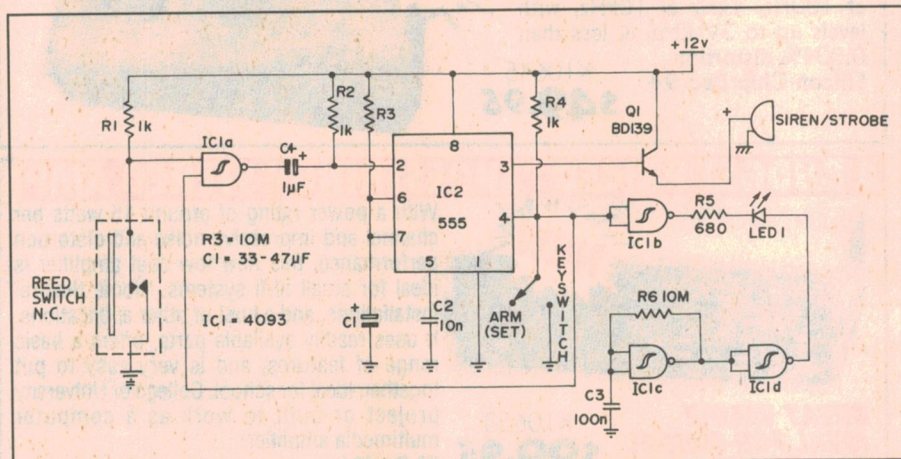 +12v
R1
1k
IC1a
C4
+
1µF
R2
1k
R3
8
2
6
7
5
3
4
IC2
555
R4
1k
Q1
BD139
+
SIREN/STROBE
R3 = 10M
C1 = 33-47µF
IC1 = 4093
REED
SWITCH
N.C.
+
C1
C2
10n
ARM
(SET)
KEYSWITCH
IC1b
R5
680
LED1
R6 10M
IC1c
IC1d
C3
100n